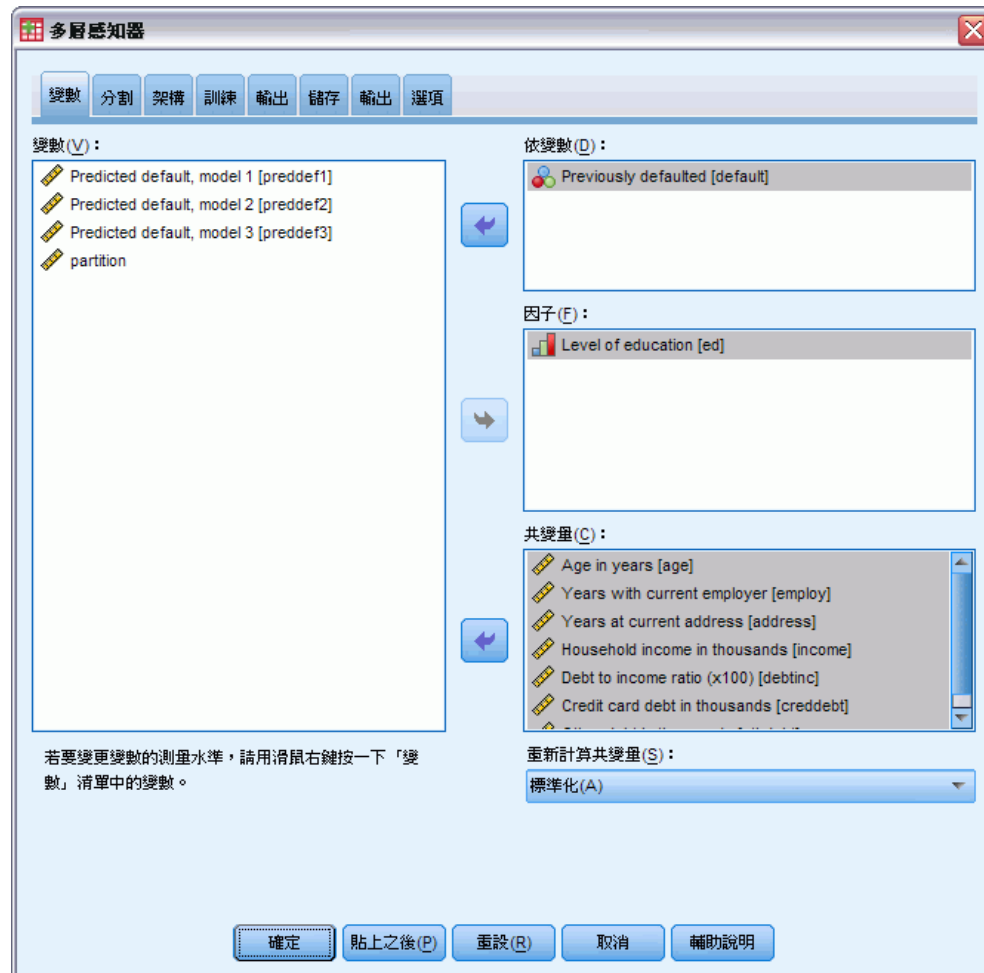 多層感知器
變數 分割 架構 訓練 輸出 儲存 輸出 選項
變數(V)：
Predicted default, model 1 [preddef1]
Predicted default, model 2 [preddef2]
Predicted default, model 3 [preddef3]
partition
依變數(D)：
Previously defaulted [default]
因子(F)：
Level of education [ed]
共變量(C)：
Age in years [age]
Years with current employer [employ]
Years at current address [address]
Household income in thousands [income]
Debt to income ratio (x100) [debtinc]
Credit card debt in thousands [creddebt]
若要變更變數的測量水準，請用滑鼠右鍵按一下「變
數」清單中的變數。
重新計算共變量(S)：
標準化(A)
確定 貼上之後(P) 重設(R) 取消 輔助說明